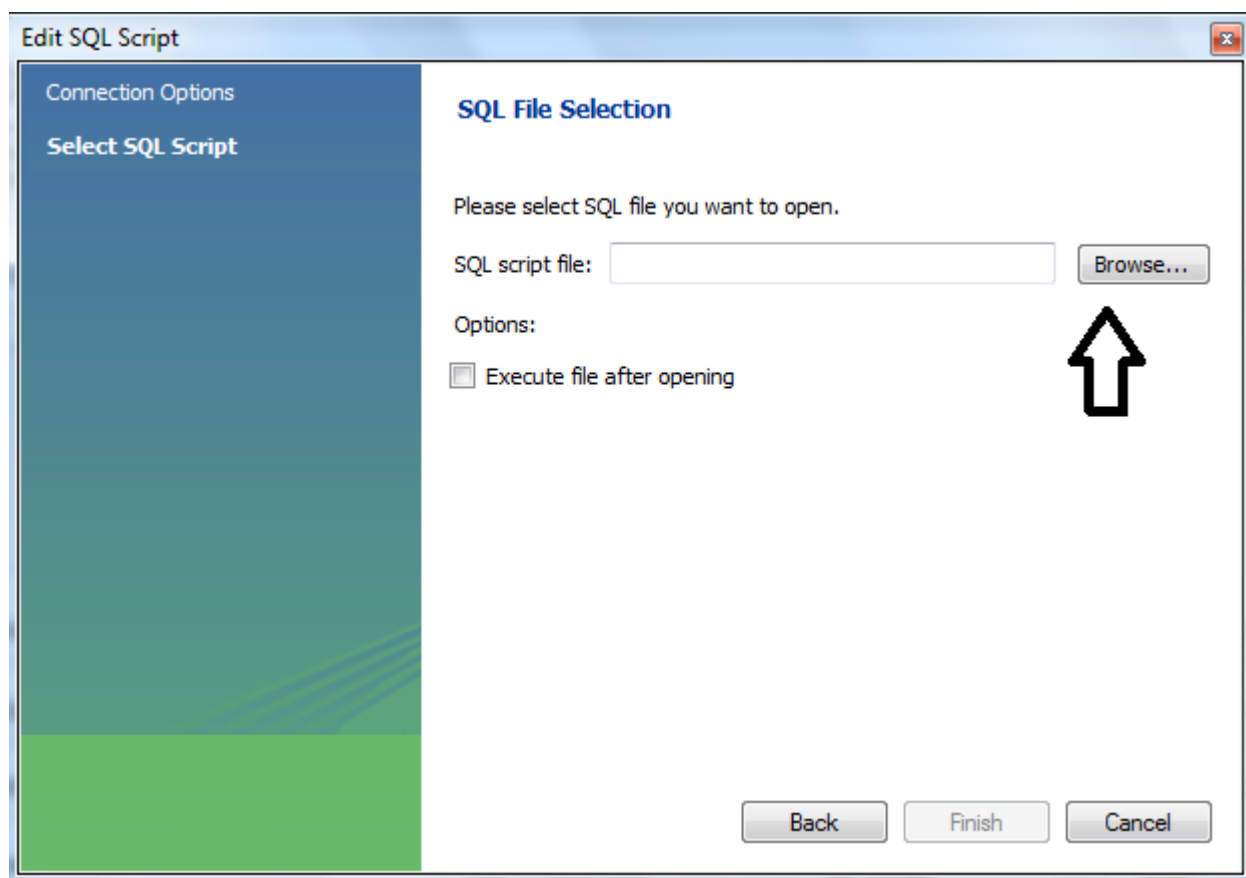 Edit SQL Script
Connection Options
Select SQL Script
SQL File Selection
Please select SQL file you want to open.
SQL script file:
Browse...
Options:
Execute file after opening
Back
Finish
Cancel